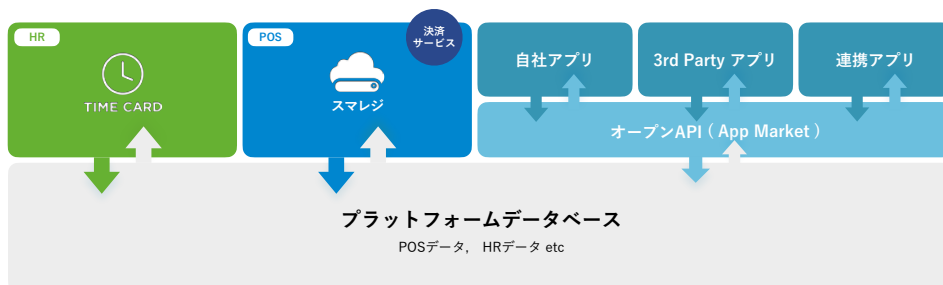 HR
TIME CARD
POS
決済
サービス
スマレジ
自社アプリ
3rd Party アプリ
連携アプリ
オープンAPI ( App Market )
プラットフォームデータベース
POSデータ, HRデータ etc